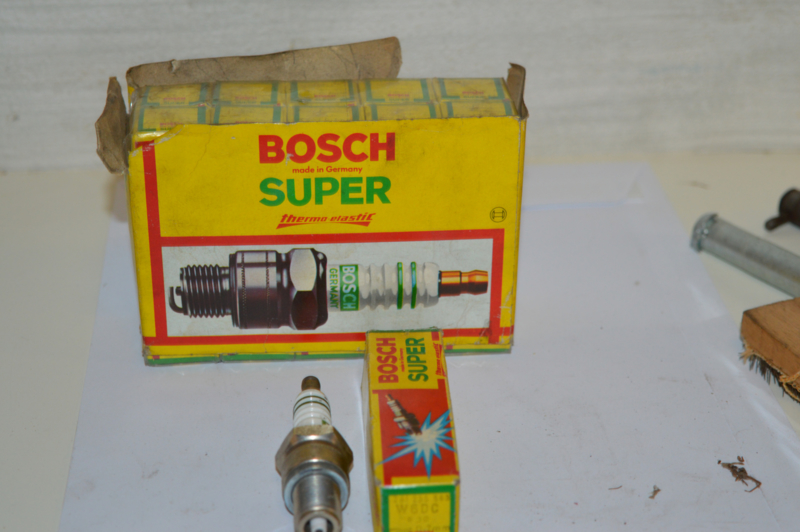 BOSCH
made in Germany
SUPER
thermo elastic
BOSCH
GERMANY
BOSCH
SUPER